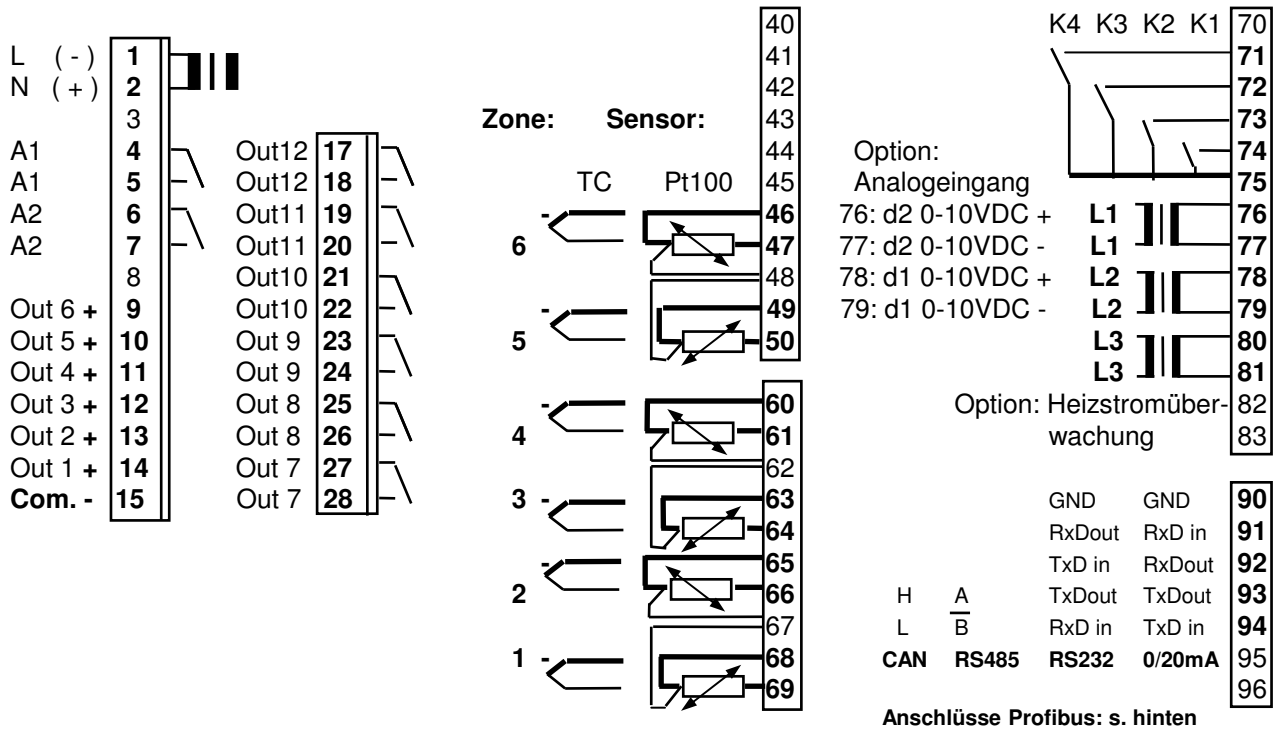 L ( - ) 1
N ( + ) 2
3
A1 4
A1 5
A2 6
A2 7
8
Out 6 + 9
Out 5 + 10
Out 4 + 11
Out 3 + 12
Out 2 + 13
Out 1 + 14
Com. - 15
Out12 17
Out12 18
Out11 19
Out11 20
Out10 21
Out10 22
Out 9 23
Out 9 24
Out 8 25
Out 8 26
Out 7 27
Out 7 28
Zone: Sensor:
TC Pt100
6 -
5 -
4 -
3 -
2 -
1 -
40
41
42
43
44
45
46
47
48
49
50
60
61
62
63
64
65
66
67
68
69
K4 K3 K2 K1 70
71
72
73
74
75
Option:
Analogeingang
76: d2 0-10VDC + L1 76
77: d2 0-10VDC - L1 77
78: d1 0-10VDC + L2 78
79: d1 0-10VDC - L2 79
L3 80
L3 81
Option: Heizstromüber- 82
wachung 83
GND GND 90
RxDout RxD in 91
TxD in RxDout 92
H A TxDout TxDout 93
L B RxD in TxD in 94
CAN RS485 RS232 0/20mA 95
96
Anschlüsse Profibus: s. hinten